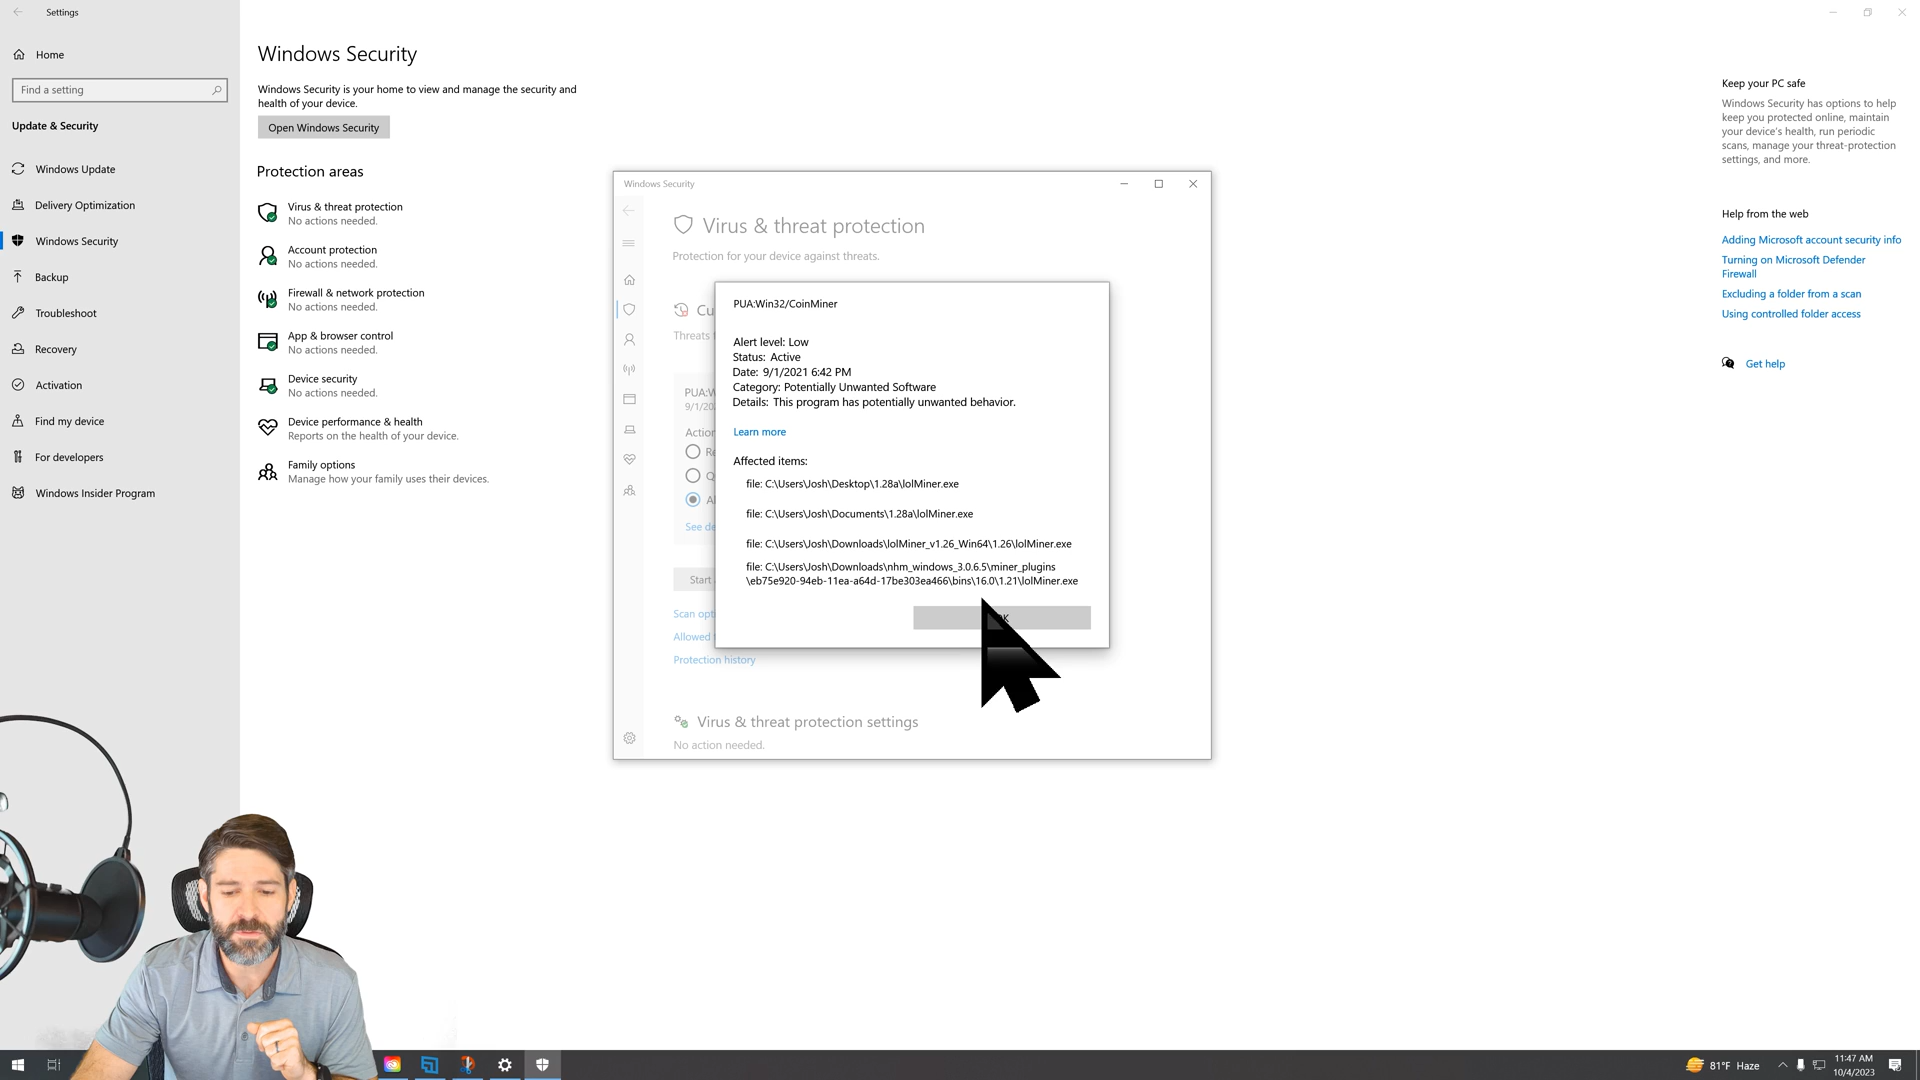 Settings
Home
Find a setting
Update & Security
Windows Update
Delivery Optimization
Windows Security
Backup
Troubleshoot
Recovery
Activation
Find my device
For developers
Windows Insider Program
Windows Security
Windows Security is your home to view and manage the security and
health of your device.
Open Windows Security
Protection areas
Virus & threat protection
No actions needed.
Account protection
No actions needed.
Firewall & network protection
No actions needed.
App & browser control
No actions needed.
Device security
No actions needed.
Device performance & health
Reports on the health of your device.
Family options
Manage how your family uses their devices.
Windows Security
Virus & threat protection
Protection for your device against threats.
Cu
Threats
PUA:W
9/1/20
Action
See de
Start
Scan opti
Allowed
Protection history
Virus & threat protection settings
No action needed.
PUA:Win32/CoinMiner
Alert level: Low
Status: Active
Date: 9/1/2021 6:42 PM
Category: Potentially Unwanted Software
Details: This program has potentially unwanted behavior.
Learn more
Affected items:
file: C:\Users\Josh\Desktop\1.28a\lolMiner.exe
file: C:\Users\Josh\Documents\1.28a\lolMiner.exe
file: C:\Users\Josh\Downloads\lolMiner_v1.26_Win64\1.26\lolMiner.exe
file: C:\Users\Josh\Downloads\nhm_windows_3.0.6.5\miner_plugins
\eb75e920-94eb-11ea-a64d-17be303ea466\bins\16.0\1.21\lolMiner.exe
Keep your PC safe
Windows Security has options to help
keep you protected online, maintain
your device's health, run periodic
scans, manage your threat-protection
settings, and more.
Help from the web
Adding Microsoft account security info
Turning on Microsoft Defender
Firewall
Excluding a folder from a scan
Using controlled folder access
Get help
81°F Haze
11:47 AM
10/4/2023